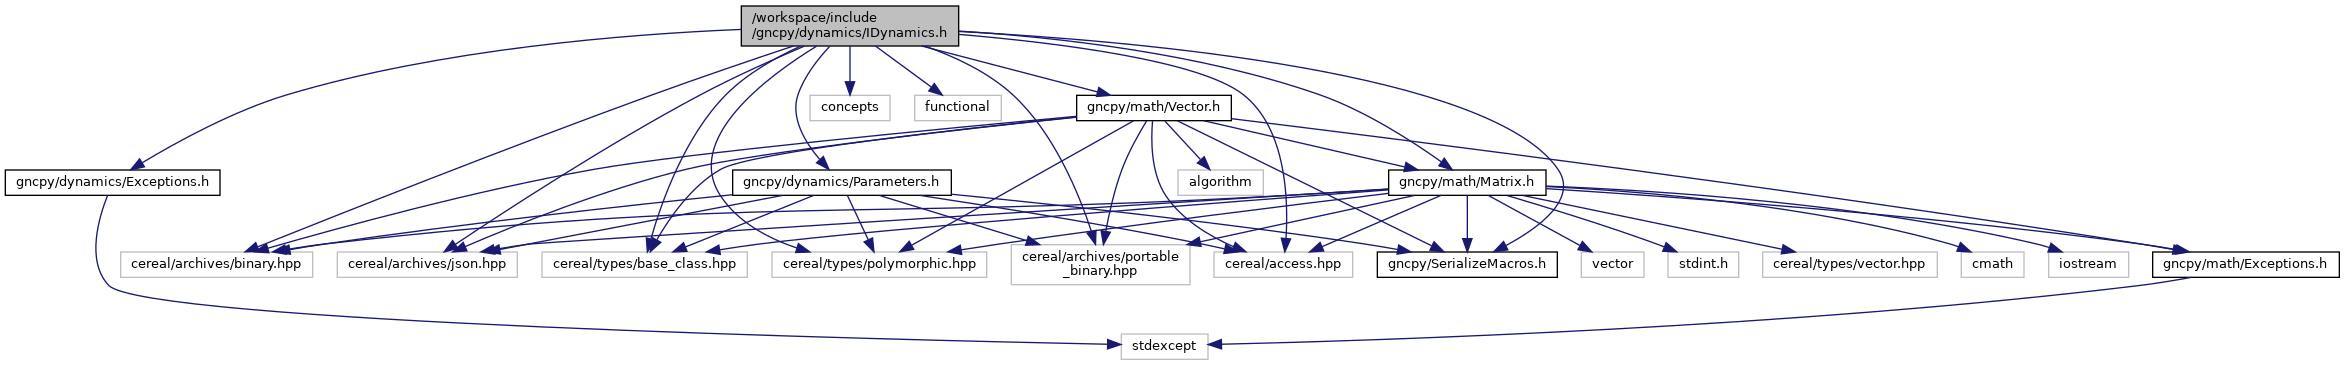 /workspace/include
/gncpy/dynamics/IDynamics.h
concepts
functional
gncpy/math/Vector.h
gncpy/dynamics/Exceptions.h
gncpy/dynamics/Parameters.h
algorithm
gncpy/math/Matrix.h
cereal/archives/binary.hpp
cereal/archives/json.hpp
cereal/types/base_class.hpp
cereal/types/polymorphic.hpp
cereal/archives/portable
_binary.hpp
cereal/access.hpp
gncpy/SerializeMacros.h
vector
stdint.h
cereal/types/vector.hpp
cmath
iostream
gncpy/math/Exceptions.h
stdexcept